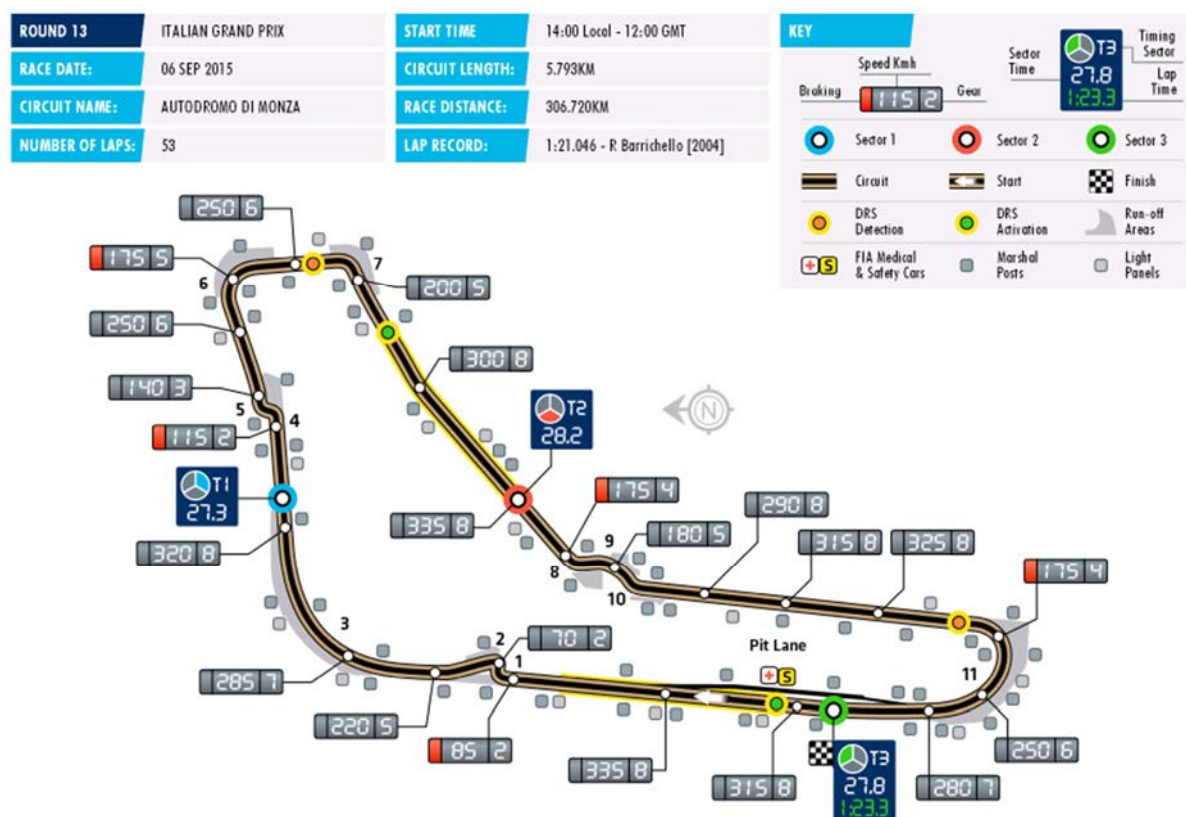 ROUND 13 ITALIAN GRAND PRIX
RACE DATE: 06 SEP 2015
CIRCUIT NAME: AUTODROMO DI MONZA
NUMBER OF LAPS: 53
START TIME 14:00 Local - 12:00 GMT
CIRCUIT LENGTH: 5.793KM
RACE DISTANCE: 306.720KM
LAP RECORD: 1:21.046 - R Barrichello [2004]
KEY
Speed Kmh
Braking 115 2 Gear
Sector Time
T3
27.8
1:23.3
Timing Sector
Lap Time
Sector 1
Sector 2
Sector 3
Circuit
Start
Finish
DRS Detection
DRS Activation
Run-off Areas
S
FIA Medical & Safety Cars
Marshal Posts
Light Panels
250 6
175 5
6
7
200 5
250 6
300 8
140 3
5
4
115 2
N
T2
28.2
T1
27.3
335 8
175 4
290 8
9
180 5
315 8
325 8
320 8
8
10
175 4
3
2
70 2
1
Pit Lane
S
11
285 7
220 5
85 2
335 8
315 8
T3
27.8
1:23.3
280 7
250 6